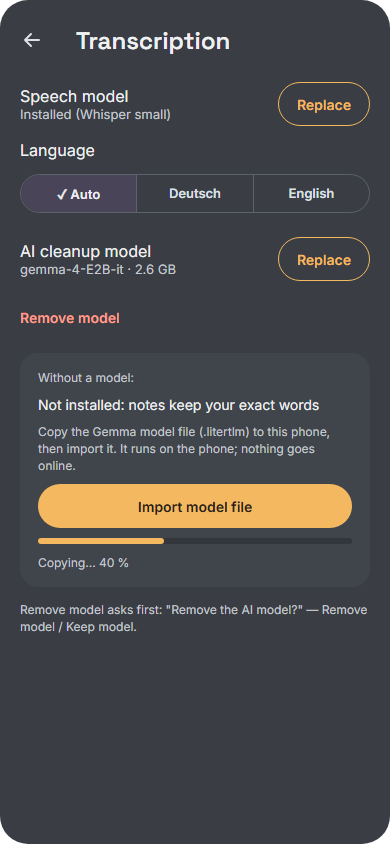 Transcription
Speech model
Installed (Whisper small)
Replace
Language
✓ Auto
Deutsch
English
AI cleanup model
gemma-4-E2B-it · 2.6 GB
Replace
Remove model
Without a model:
Not installed: notes keep your exact words
Copy the Gemma model file (.litertlm) to this phone,
then import it. It runs on the phone; nothing goes
online.
Import model file
Copying... 40 %
Remove model asks first: "Remove the AI model?" — Remove
model / Keep model.